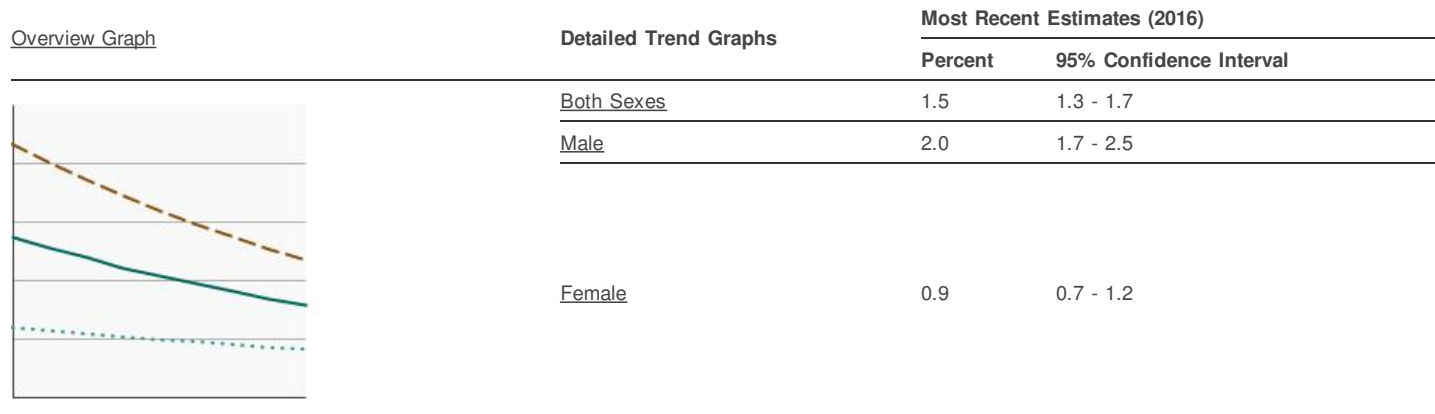 Most Recent Estimates (2016)
Overview Graph Detailed Trend Graphs
Percent 95% Confidence Interval
Both Sexes 1.5 1.3 - 1.7
Male 2.0 1.7 - 2.5
Female 0.9 0.7 - 1.2